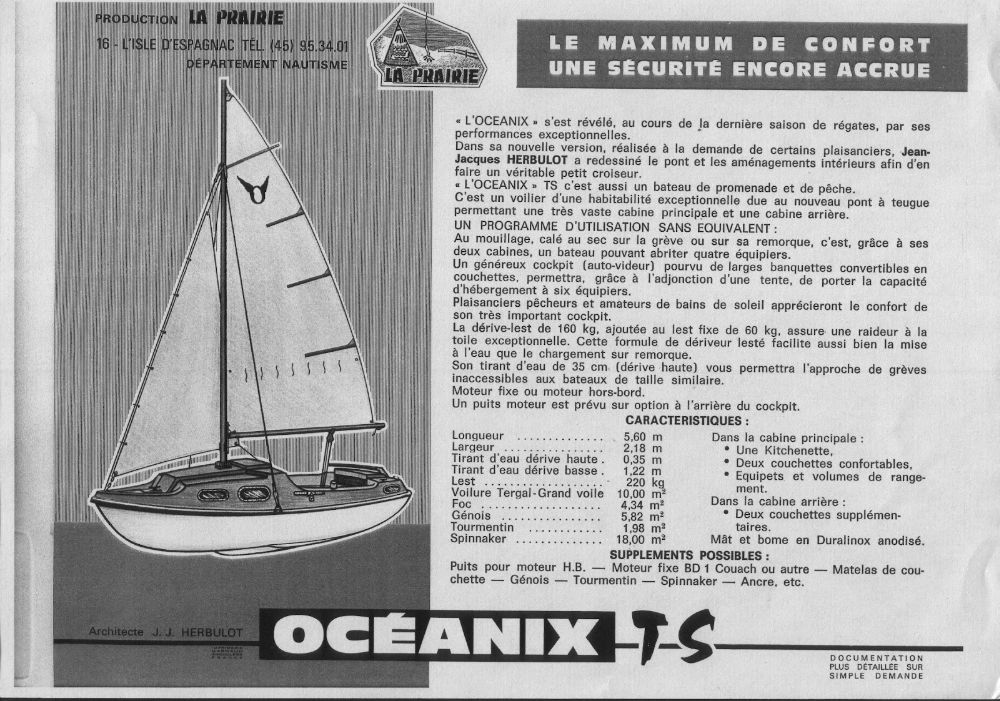 PRODUCTION LA PRAIRIE
16 - L'ISLE D'ESPAGNAC TÉL. (45) 95.34.01
DÉPARTEMENT NAUTISME
LA PRAIRIE
LE MAXIMUM DE CONFORT
UNE SÉCURITÉ ENCORE ACCRUE
« L'OCEANIX » s'est révélé, au cours de la dernière saison de régates, par ses
performances exceptionnelles.
Dans sa nouvelle version, réalisée à la demande de certains plaisanciers, Jean-
Jacques HERBULOT a redessiné le pont et les aménagements intérieurs afin d'en
faire un véritable petit croiseur.
« L'OCEANIX » TS c'est aussi un bateau de promenade et de pêche.
C'est un voilier d'une habitabilité exceptionnelle due au nouveau pont à teugue
permettant une très vaste cabine principale et une cabine arrière.
UN PROGRAMME D'UTILISATION SANS EQUIVALENT :
Au mouillage, calé au sec sur la grève ou sur sa remorque, c'est, grâce à ses
deux cabines, un bateau pouvant abriter quatre équipiers.
Un généreux cockpit (auto-videur) pourvu de larges banquettes convertibles en
couchettes, permettra, grâce à l'adjonction d'une tente, de porter la capacité
d'hébergement à six équipiers.
Plaisanciers pêcheurs et amateurs de bains de soleil apprécieront le confort de
son très important cockpit.
La dérive-lest de 160 kg, ajoutée au lest fixe de 60 kg, assure une raideur à la
toile exceptionnelle. Cette formule de dériveur lesté facilite aussi bien la mise
à l'eau que le chargement sur remorque.
Son tirant d'eau de 35 cm (dérive haute) vous permettra l'approche de grèves
inaccessibles aux bateaux de taille similaire.
Moteur fixe ou moteur hors-bord.
Un puits moteur est prévu sur option à l'arrière du cockpit.
CARACTERISTIQUES :
Longueur .............. 5,60 m
Largeur ................ 2,18 m
Tirant d'eau dérive haute . 0,35 m
Tirant d'eau dérive basse . 1,22 m
Lest .................... 220 kg
Voilure Tergal-Grand voile 10,00 m²
Foc .................... 4,34 m²
Génois ................ 5,82 m²
Tourmentin ............ 1,98 m²
Spinnaker .............. 18,00 m²
Dans la cabine principale :
• Une Kitchenette,
• Deux couchettes confortables,
• Equipets et volumes de range-
ment.
Dans la cabine arrière :
• Deux couchettes supplémen-
taires.
Mât et bome en Duralinox anodisé.
SUPPLEMENTS POSSIBLES :
Puits pour moteur H.B. — Moteur fixe BD 1 Couach ou autre — Matelas de cou-
chette — Génois — Tourmentin — Spinnaker — Ancre, etc.
Architecte J. J. HERBULOT
OCÉANIX TS
DOCUMENTATION
PLUS DÉTAILLÉE SUR
SIMPLE DEMANDE